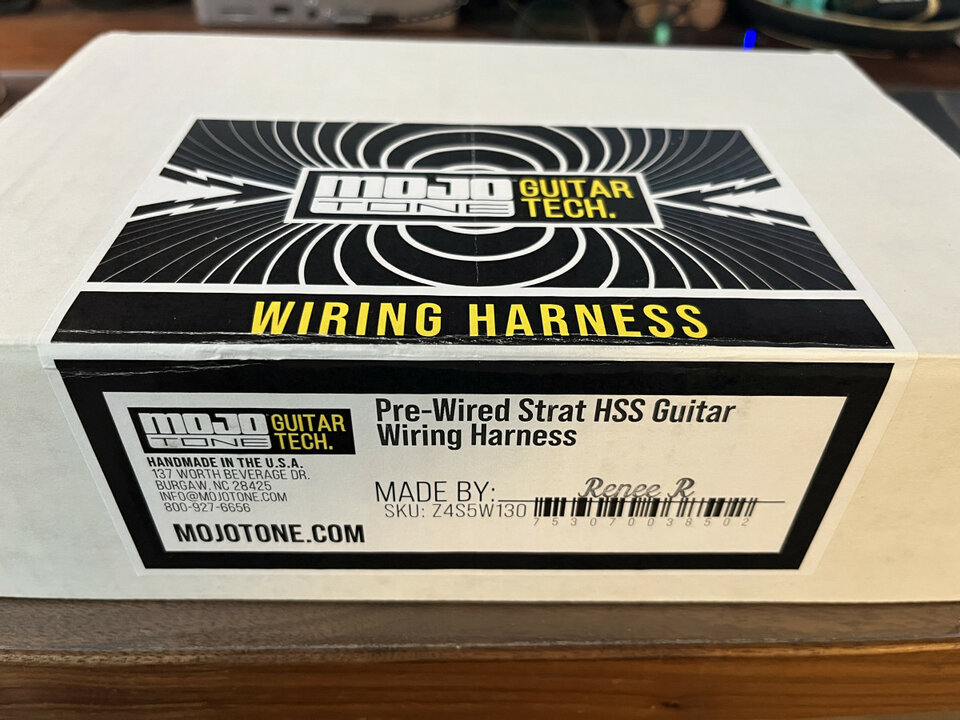 MOJO TONE GUITAR TECH.
WIRING HARNESS
MOJO TONE GUITAR TECH.
HANDMADE IN THE U.S.A.
137 WORTH BEVERAGE DR.
BURGAW, NC 28425
INFO@MOJOTONE.COM
800-927-6656
MOJOTONE.COM
Pre-Wired Strat HSS Guitar
Wiring Harness
MADE BY: Renee R
SKU: Z4S5W130
753070038502